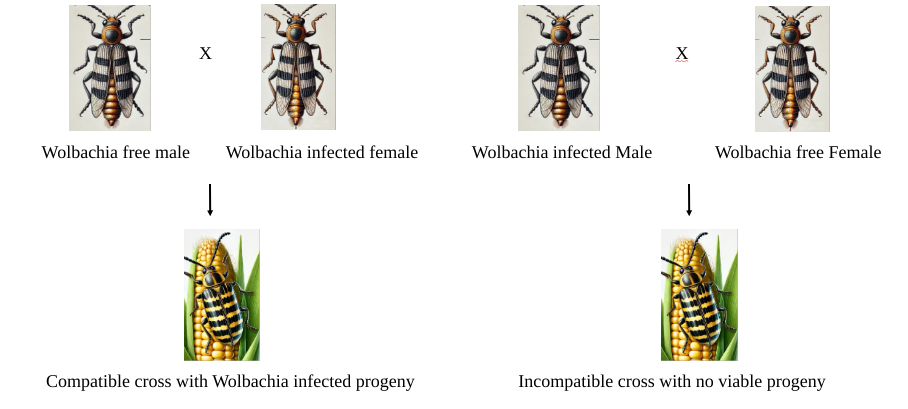 X
X
Wolbachia free male
Wolbachia infected female
Wolbachia infected Male
Wolbachia free Female
Compatible cross with Wolbachia infected progeny
Incompatible cross with no viable progeny